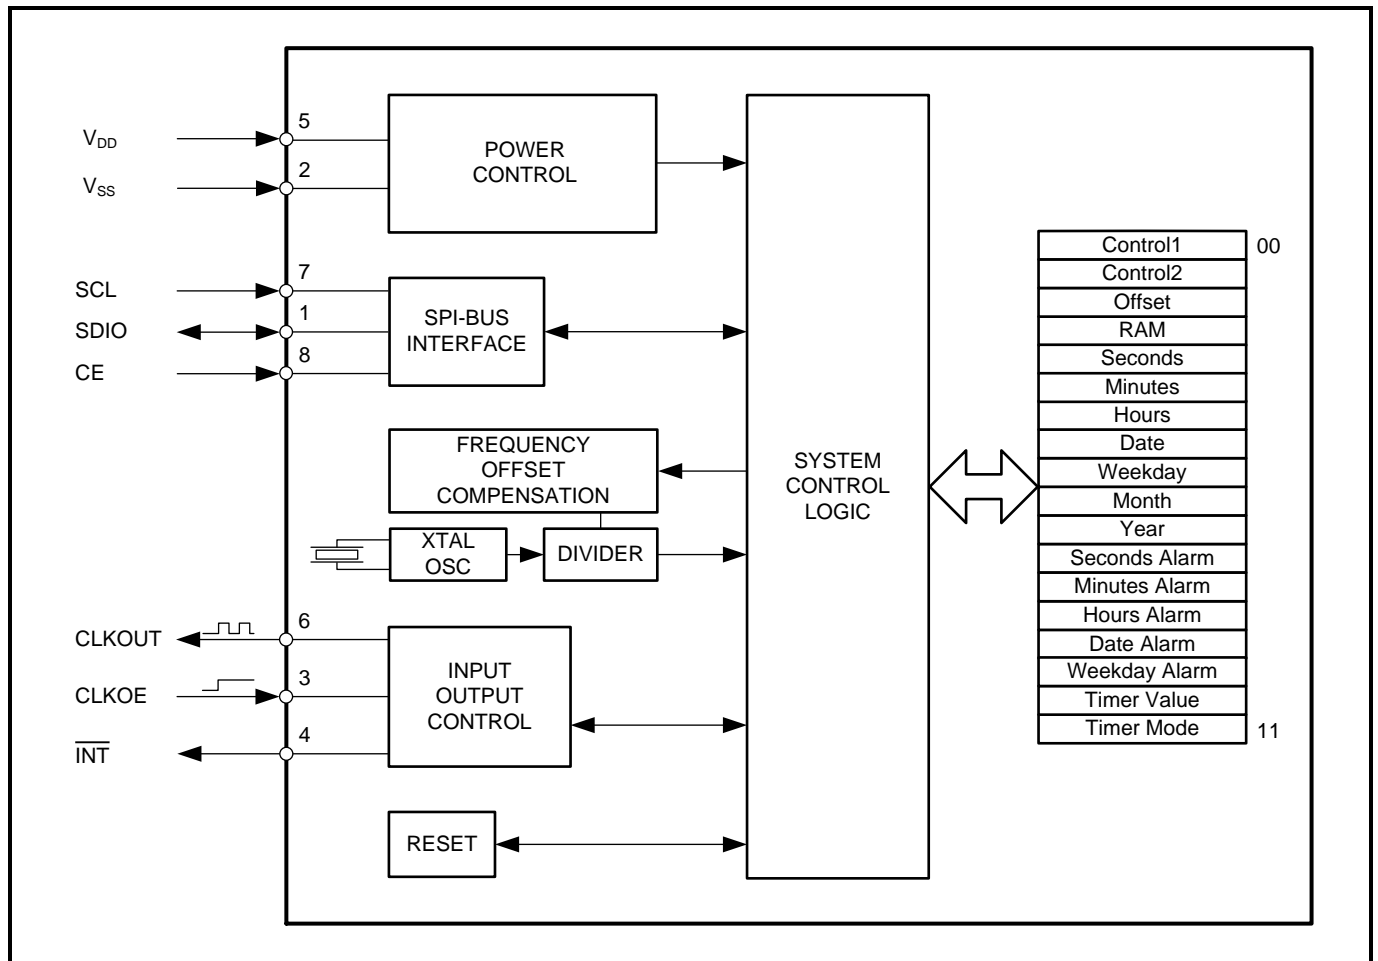 V_DD
5
POWER
CONTROL
V_SS
2
SCL
7
SDIO
1
SPI-BUS
INTERFACE
CE
8
FREQUENCY
OFFSET
COMPENSATION
XTAL
OSC
DIVIDER
CLKOUT
6
CLKOE
3
INPUT
OUTPUT
CONTROL
INT
4
RESET
SYSTEM
CONTROL
LOGIC
Control1 00
Control2
Offset
RAM
Seconds
Minutes
Hours
Date
Weekday
Month
Year
Seconds Alarm
Minutes Alarm
Hours Alarm
Date Alarm
Weekday Alarm
Timer Value
Timer Mode 11